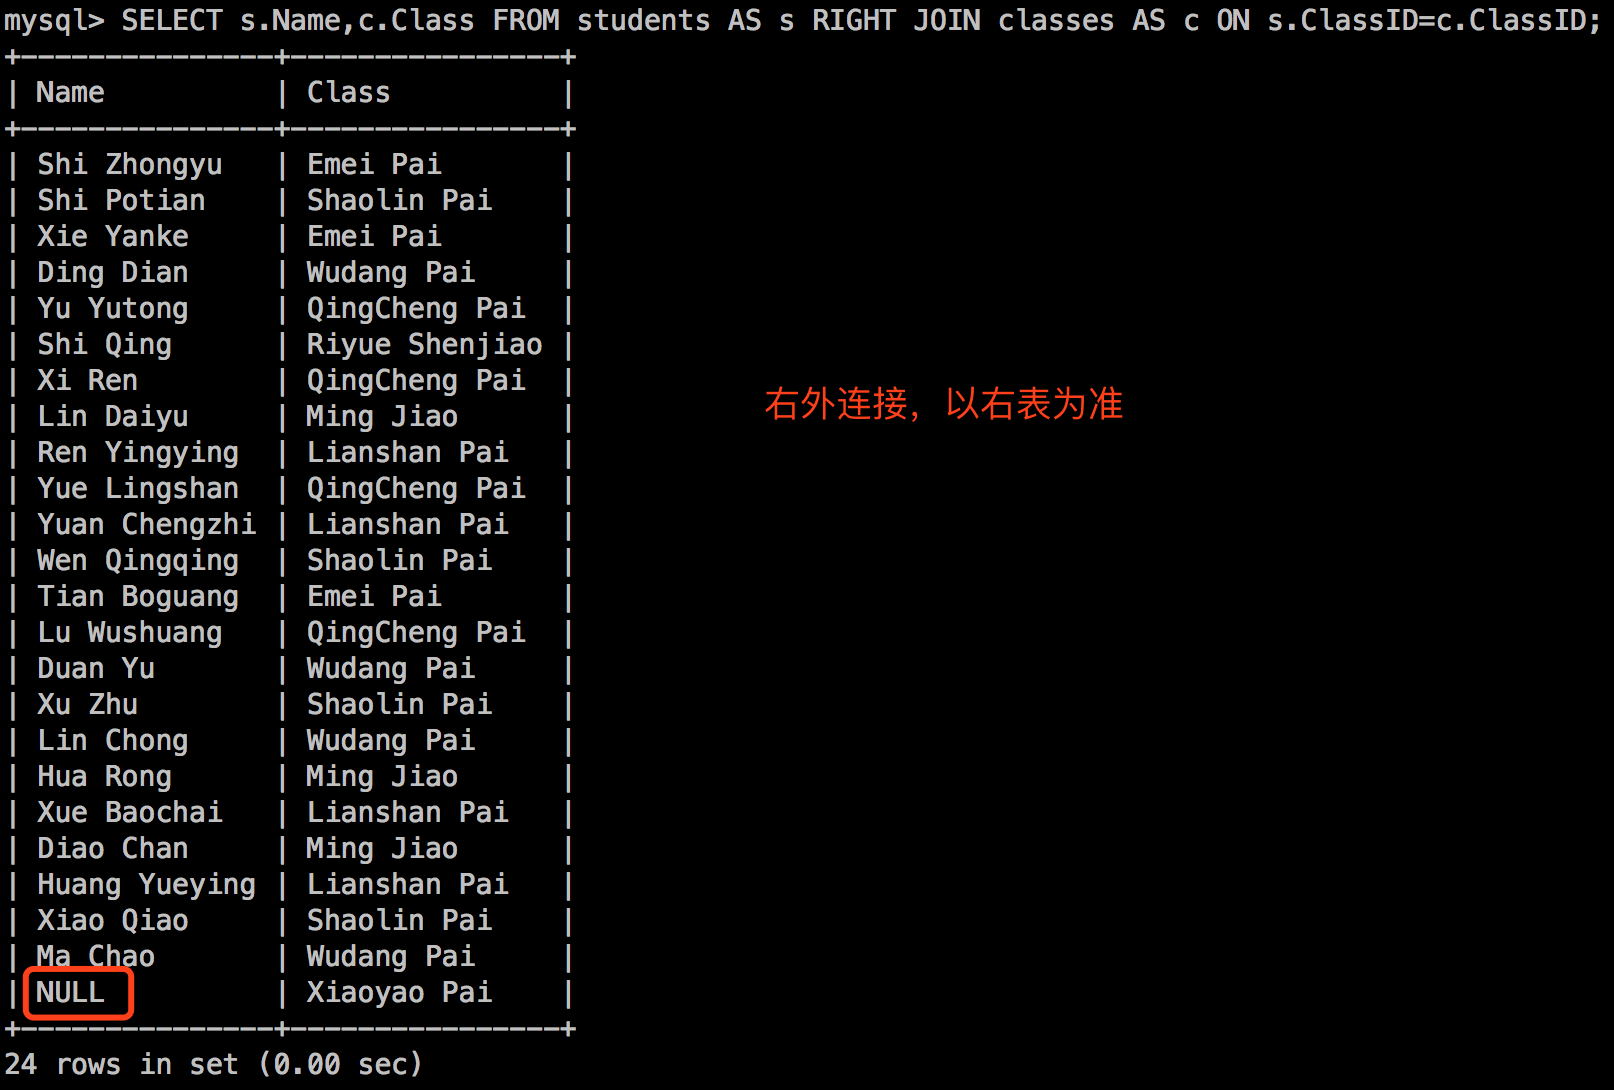 mysql> SELECT s.Name,c.Class FROM students AS s RIGHT JOIN classes AS c ON s.ClassID=c.ClassID;
+---------------+----------------+
| Name          | Class          |
+---------------+----------------+
| Shi Zhongyu   | Emei Pai       |
| Shi Potian    | Shaolin Pai    |
| Xie Yanke     | Emei Pai       |
| Ding Dian     | Wudang Pai     |
| Yu Yutong     | QingCheng Pai  |
| Shi Qing      | Riyue Shenjiao |
| Xi Ren        | QingCheng Pai  |
右外连接，以右表为准
| Lin Daiyu     | Ming Jiao      |
| Ren Yingying  | Lianshan Pai   |
| Yue Lingshan  | QingCheng Pai  |
| Yuan Chengzhi | Lianshan Pai   |
| Wen Qingqing  | Shaolin Pai    |
| Tian Boguang  | Emei Pai       |
| Lu Wushuang   | QingCheng Pai  |
| Duan Yu       | Wudang Pai     |
| Xu Zhu        | Shaolin Pai    |
| Lin Chong     | Wudang Pai     |
| Hua Rong      | Ming Jiao      |
| Xue Baochai   | Lianshan Pai   |
| Diao Chan     | Ming Jiao      |
| Huang Yueying | Lianshan Pai   |
| Xiao Qiao     | Shaolin Pai    |
| Ma Chao       | Wudang Pai     |
| NULL          | Xiaoyao Pai    |
+---------------+----------------+
24 rows in set (0.00 sec)